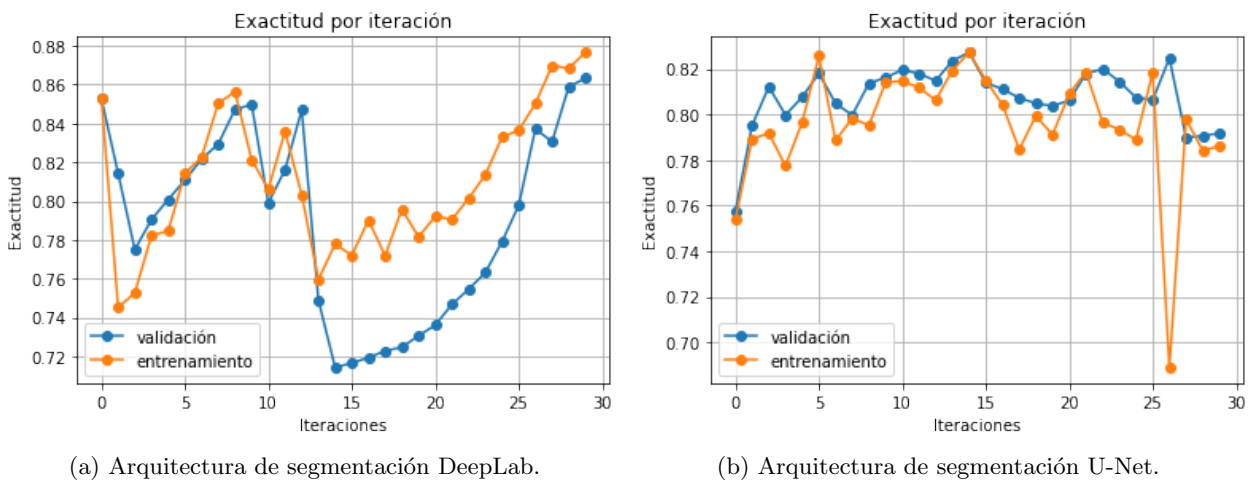 Exactitud por iteración
0.88
0.86
0.84
0.82
0.80
0.78
0.76
0.74
0.72
Exactitud
validación
entrenamiento
0 5 10 15 20 25 30
Iteraciones
(a) Arquitectura de segmentación DeepLab.
Exactitud por iteración
0.82
0.80
0.78
0.76
0.74
0.72
0.70
Exactitud
validación
entrenamiento
0 5 10 15 20 25 30
Iteraciones
(b) Arquitectura de segmentación U-Net.